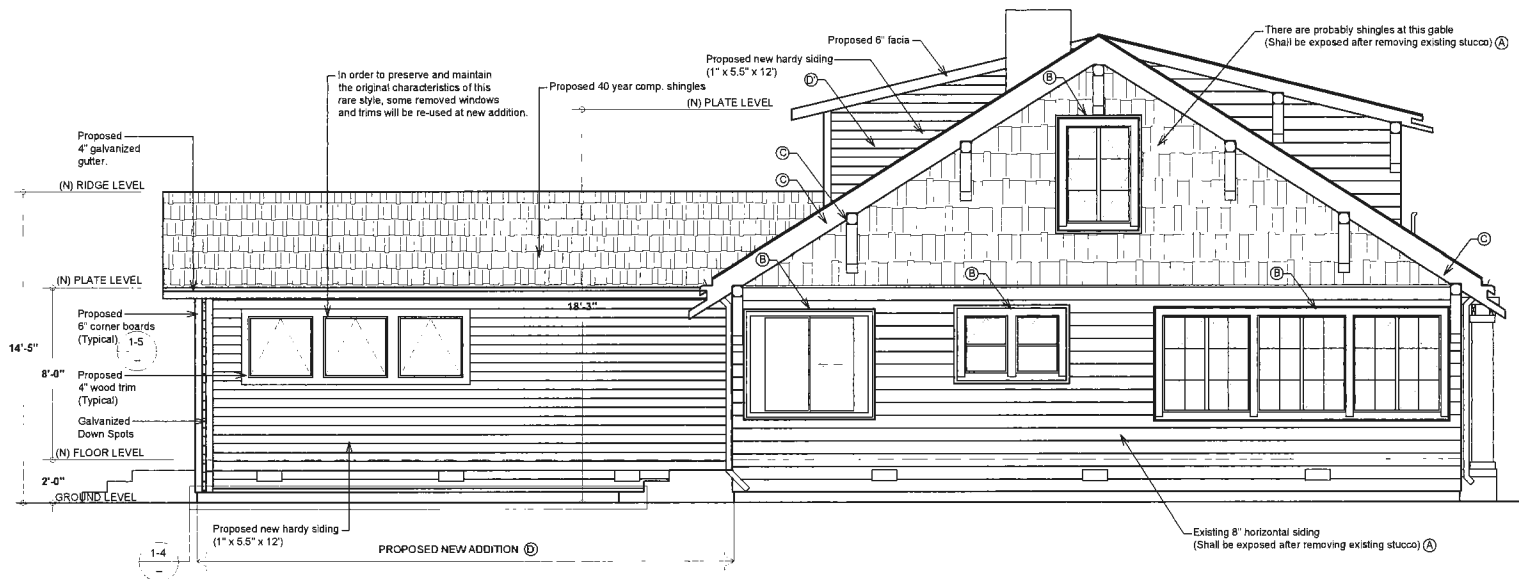 Proposed 6" facia
There are probably shingles at this gable
(Shall be exposed after removing existing stucco) A
Proposed new hardy siding
(1" x 5.5" x 12')
In order to preserve and maintain
the original characteristics of this
rare style, some removed windows
and trims will be re-used at new addition.
D'
B
Proposed 40 year comp. shingles
(N) PLATE LEVEL
Proposed
4" galvanized
gutter.
C
(N) RIDGE LEVEL
C
C
B
B
B
(N) PLATE LEVEL
18'-3"
Proposed
6" corner boards
(Typical)
1-5
14'-5"
8'-0"
Proposed
4" wood trim
(Typical)
Galvanized
Down Spots
(N) FLOOR LEVEL
2'-0"
GROUND LEVEL
Proposed new hardy siding
(1" x 5.5" x 12')
Existing 8" horizontal siding
(Shall be exposed after removing existing stucco) A
1-4
PROPOSED NEW ADDITION D